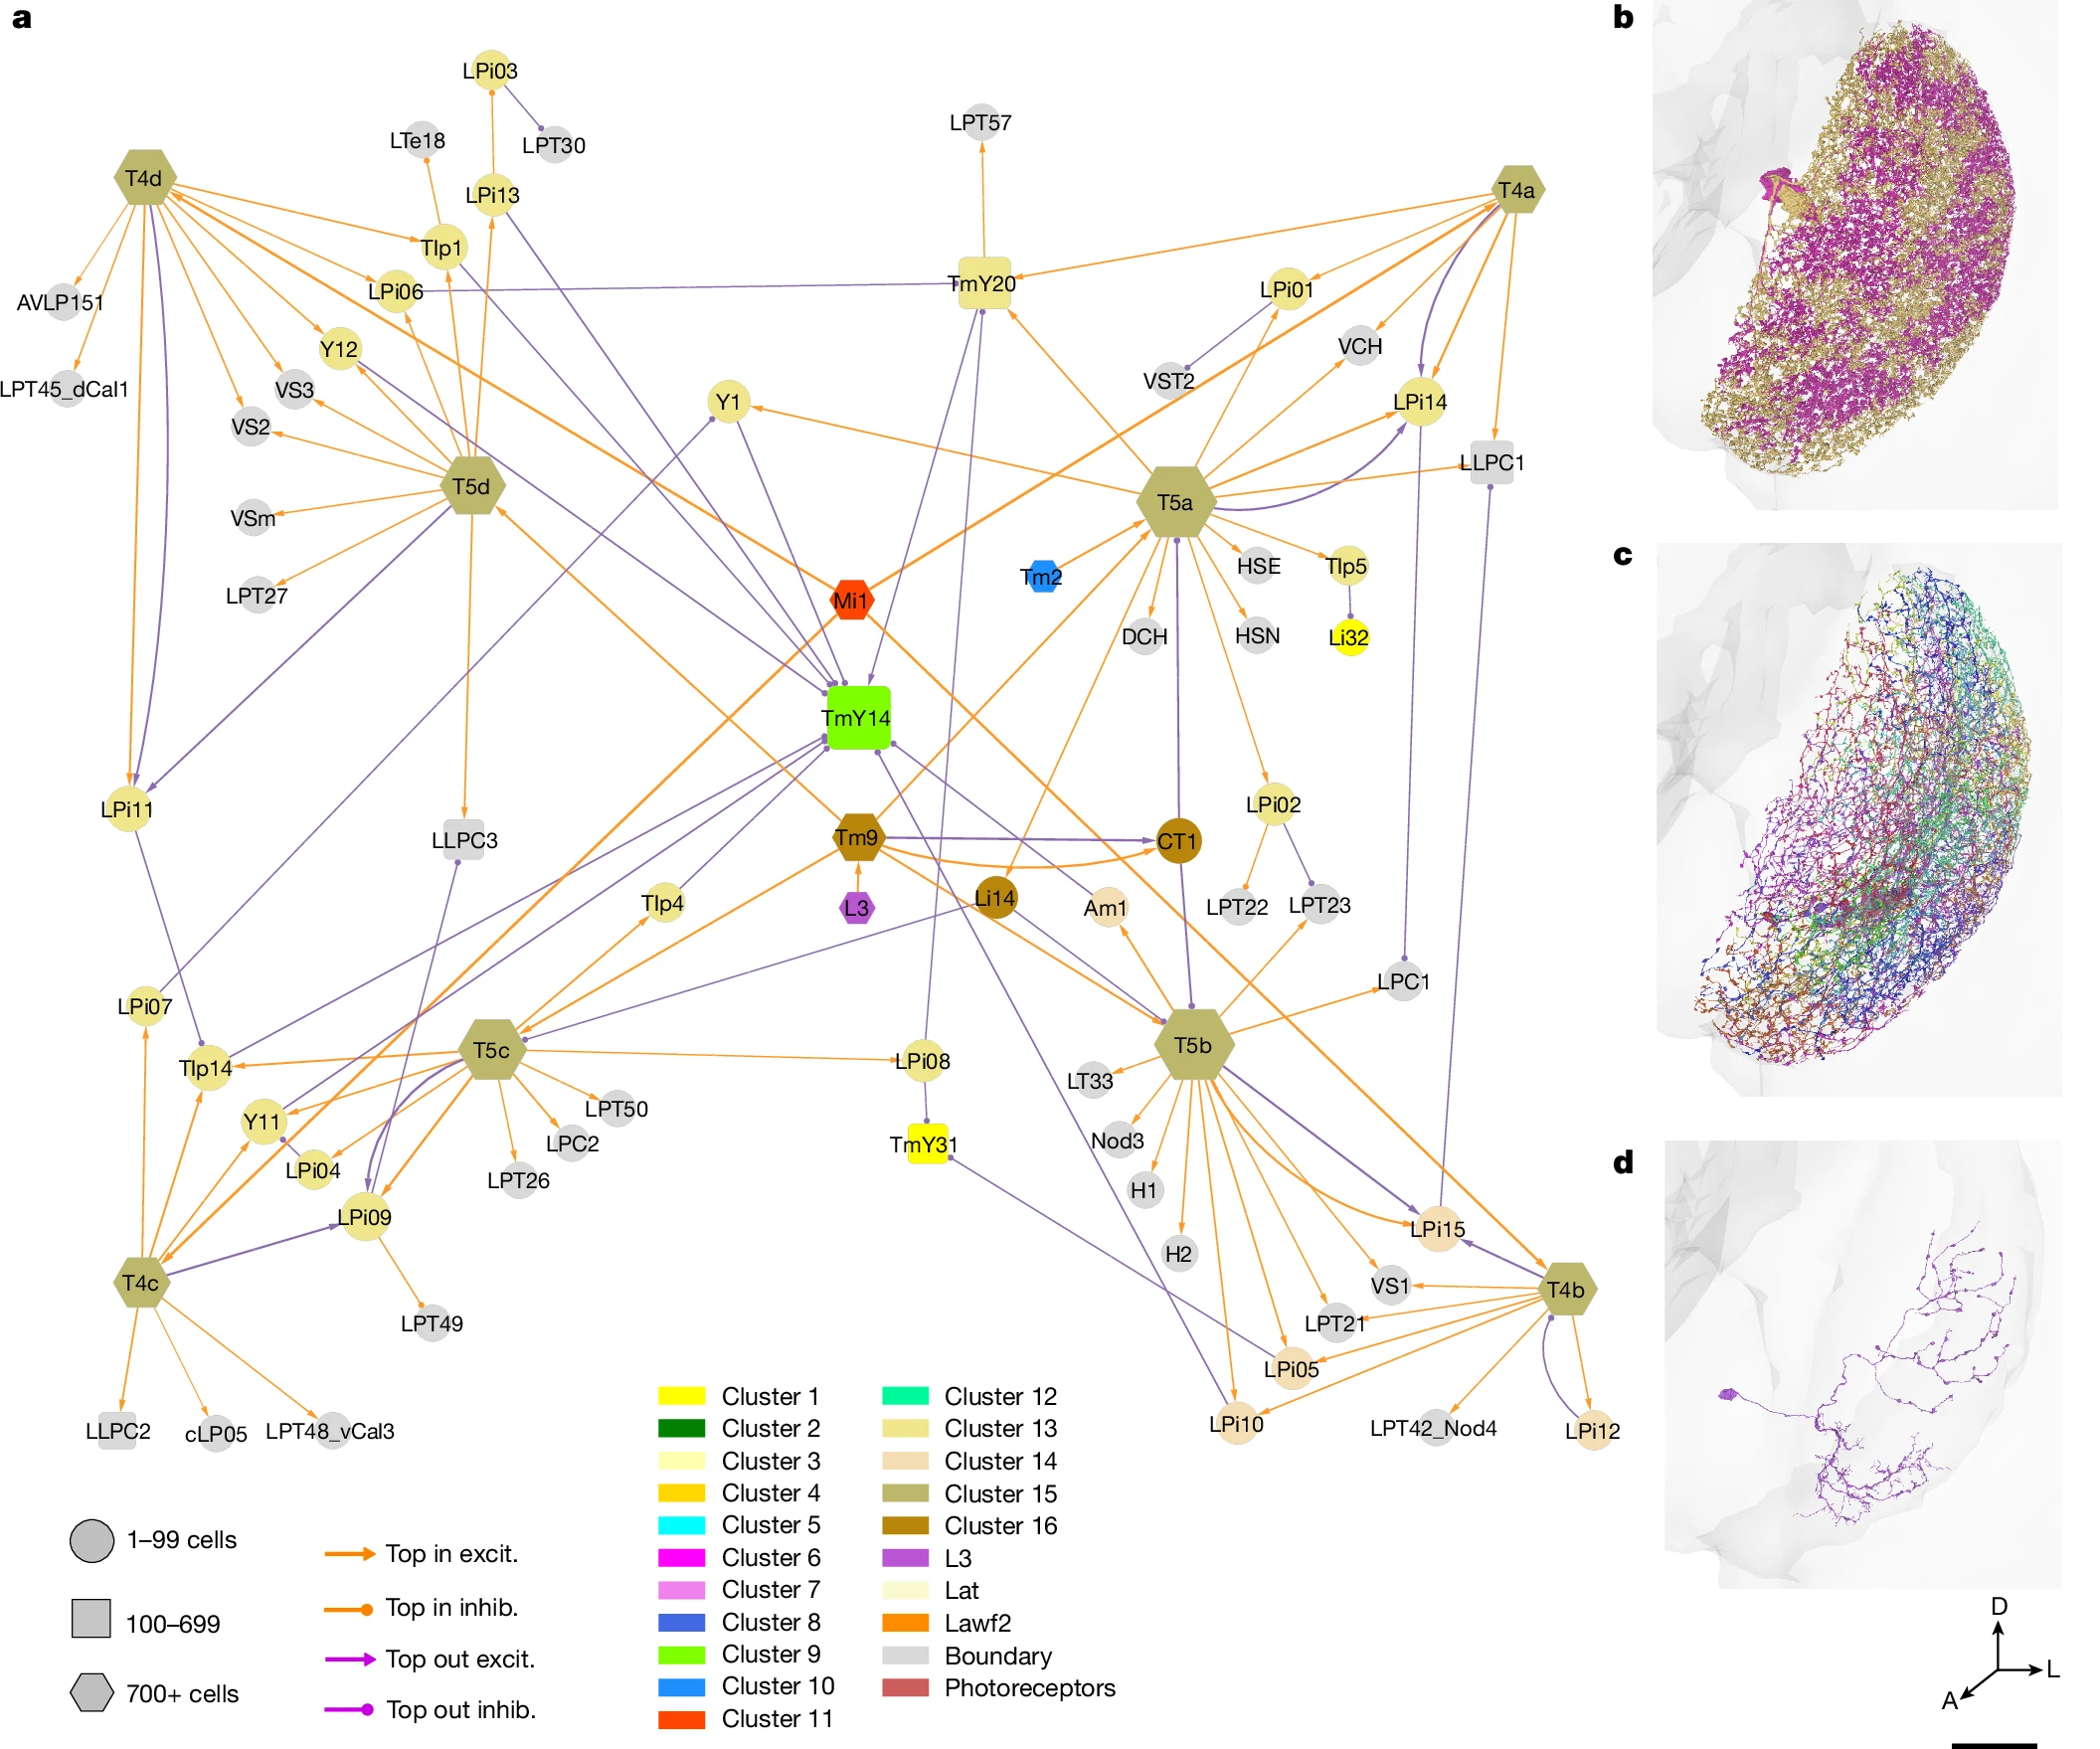 a
b
LPi03
LPT30
LTe18
LPT57
T4d
LPi13
T4a
Tlp1
AVLP151
LPi06
TmY20
LPi01
Y12
VCH
LPT45_dCal1
VS3
VST2
VS2
Y1
LPi14
LLPC1
T5d
T5a
VSm
c
LPT27
Mi1
Tm2
HSE
Tlp5
DCH
HSN
Li32
TmY14
LPi11
LLPC3
Tm9
CT1
LPi02
Tlp4
L3
Li14
Am1
LPT22
LPT23
LPi07
LPC1
T5c
T5b
Tlp14
LPi08
LT33
Y11
LPT50
LPC2
Nod3
LPi04
LPT26
TmY31
d
H1
LPi09
LPi15
T4c
H2
VS1
T4b
LPT49
LPT21
LPi05
LLPC2
cLP05
LPT48_vCal3
LPi10
LPT42_Nod4
LPi12
1–99 cells
100–699
700+ cells
Top in excit.
Top in inhib.
Top out excit.
Top out inhib.
Cluster 1
Cluster 2
Cluster 3
Cluster 4
Cluster 5
Cluster 6
Cluster 7
Cluster 8
Cluster 9
Cluster 10
Cluster 11
Cluster 12
Cluster 13
Cluster 14
Cluster 15
Cluster 16
L3
Lat
Lawf2
Boundary
Photoreceptors
D
L
A